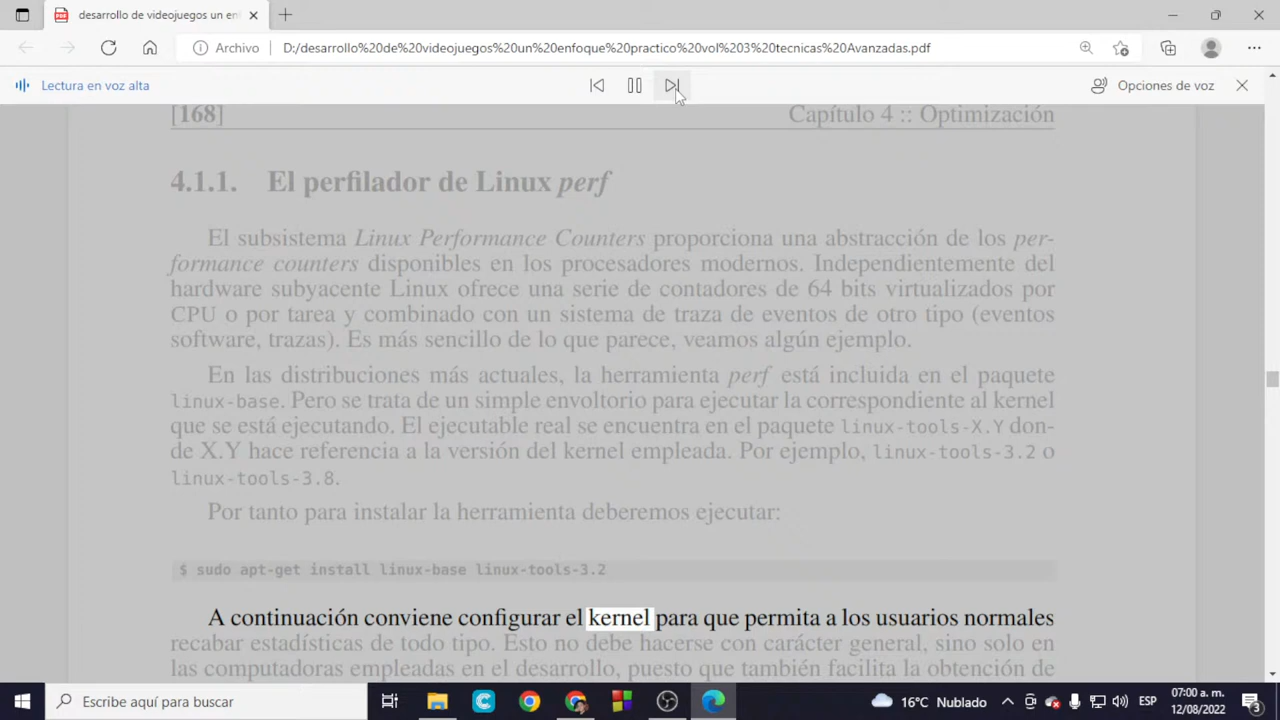 desarrollo de videojuegos un en
Archivo
D:/desarrollo%20de%20videojuegos%20un%20enfoque%20practico%20vol%203%20tecnicas%20Avanzadas.pdf
Lectura en voz alta
Opciones de voz
[168]
Capítulo 4 :: Optimización
4.1.1. El perfilador de Linux perf
El subsistema Linux Performance Counters proporciona una abstracción de los per-
formance counters disponibles en los procesadores modernos. Independientemente del
hardware subyacente Linux ofrece una serie de contadores de 64 bits virtualizados por
CPU o por tarea y combinado con un sistema de traza de eventos de otro tipo (eventos
software, trazas). Es más sencillo de lo que parece, veamos algún ejemplo.
En las distribuciones más actuales, la herramienta perf está incluida en el paquete
linux-base. Pero se trata de un simple envoltorio para ejecutar la correspondiente al kernel
que se está ejecutando. El ejecutable real se encuentra en el paquete linux-tools-X.Y don-
de X.Y hace referencia a la versión del kernel empleada. Por ejemplo, linux-tools-3.2 o
linux-tools-3.8.
Por tanto para instalar la herramienta deberemos ejecutar:
$ sudo apt-get install linux-base linux-tools-3.2
A continuación conviene configurar el kernel para que permita a los usuarios normales
recabar estadísticas de todo tipo. Esto no debe hacerse con carácter general, sino solo en
las computadoras empleadas en el desarrollo, puesto que también facilita la obtención de
Escribe aquí para buscar
16°C Nublado
ESP
07:00 a. m.
12/08/2022
3